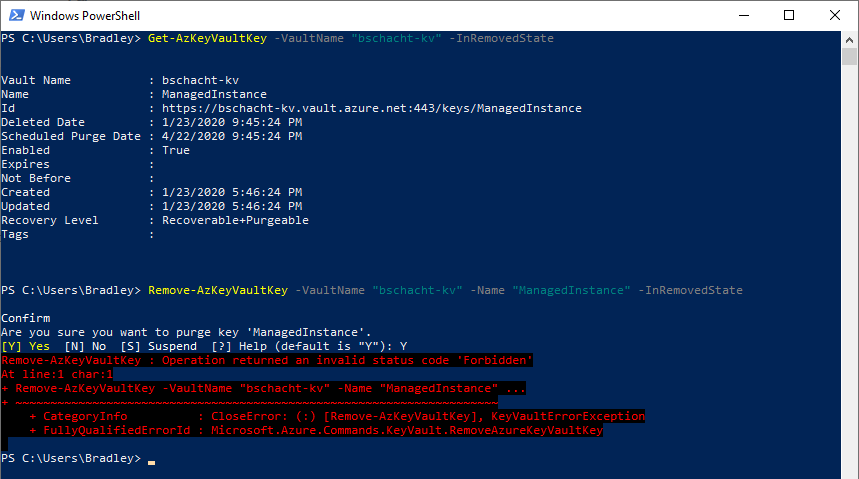 Windows PowerShell
PS C:\Users\Bradley> Get-AzKeyVaultKey -VaultName "bschacht-kv" -InRemovedState
Vault Name : bschacht-kv
Name : ManagedInstance
Id : https://bschacht-kv.vault.azure.net:443/keys/ManagedInstance
Deleted Date : 1/23/2020 9:45:24 PM
Scheduled Purge Date : 4/22/2020 9:45:24 PM
Enabled : True
Expires :
Not Before :
Created : 1/23/2020 5:46:24 PM
Updated : 1/23/2020 5:46:24 PM
Recovery Level : Recoverable+Purgeable
Tags :
PS C:\Users\Bradley> Remove-AzKeyVaultKey -VaultName "bschacht-kv" -Name "ManagedInstance" -InRemovedState
Confirm
Are you sure you want to purge key 'ManagedInstance'.
[Y] Yes [N] No [S] Suspend [?] Help (default is "Y"): Y
Remove-AzKeyVaultKey : Operation returned an invalid status code 'Forbidden'
At line:1 char:1
+ Remove-AzKeyVaultKey -VaultName "bschacht-kv" -Name "ManagedInstance" ...
+ ~~~~~~~~~~~~~~~~~~~~~~~~~~~~~~~~~~~~~~~~~~~~~~~~~~~~~~~~~~~~~~~~~~~~~
+ CategoryInfo : CloseError: (:) [Remove-AzKeyVaultKey], KeyVaultErrorException
+ FullyQualifiedErrorId : Microsoft.Azure.Commands.KeyVault.RemoveAzureKeyVaultKey
PS C:\Users\Bradley>